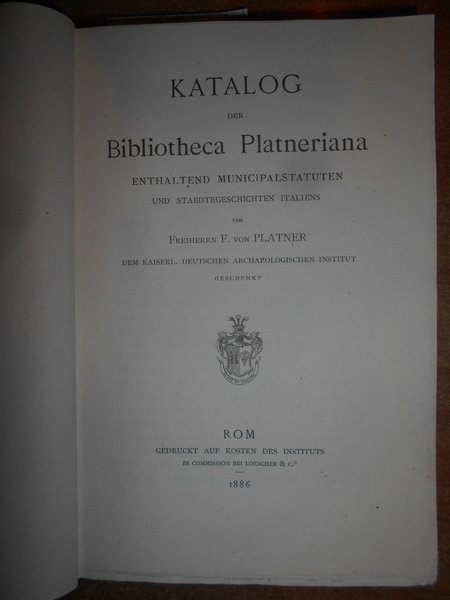 KATALOG
DER
Bibliotheca Platneriana
ENTHALTEND MUNICIPALSTATUTEN
UND STAEDTEGESCHICHTEN ITALIENS
VON
FREIHERRN F. VON PLATNER
DEM KAISERL. DEUTSCHEN ARCHAEOLOGISCHEN INSTITUT
GESCHENKT
ROM
GEDRUCKT AUF KOSTEN DES INSTITUTS
IN COMMISSION BEI LOESCHER & C.º
1886